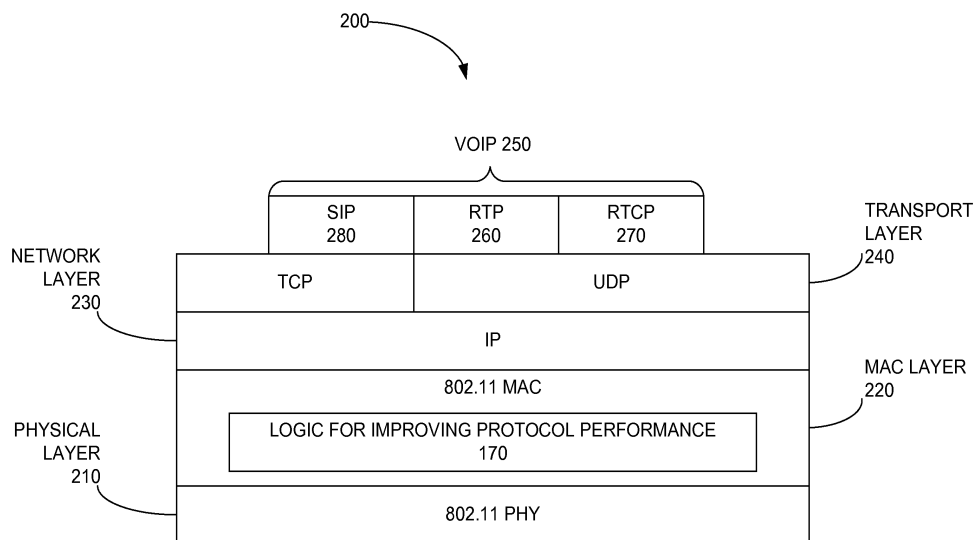 200
VOIP 250
SIP
280
RTP
260
RTCP
270
TRANSPORT
LAYER
240
NETWORK
LAYER
230
TCP
UDP
IP
802.11 MAC
MAC LAYER
220
LOGIC FOR IMPROVING PROTOCOL PERFORMANCE
170
PHYSICAL
LAYER
210
802.11 PHY